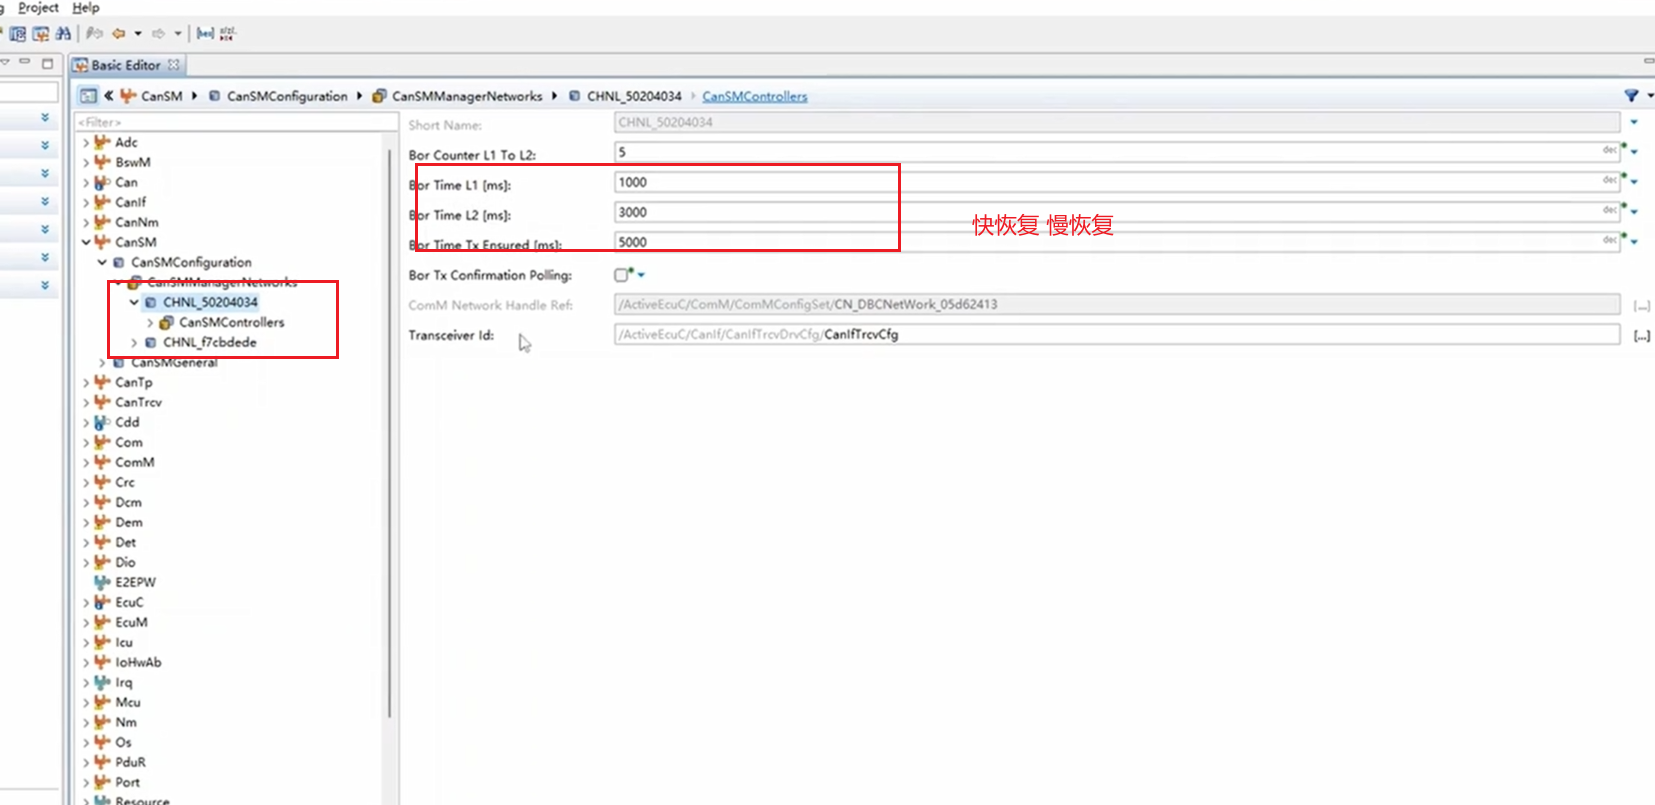 Project Help
Basic Editor
CanSM CanSMConfiguration CanSMManagerNetworks CHNL_50204034 CanSMControllers
<Filter>
Adc
BswM
Can
CanIf
CanNm
CanSM
CanSMConfiguration
CanSMManagerNetworks
CHNL_50204034
CanSMControllers
CHNL_f7cbdede
CanSMGeneral
CanTp
CanTrcv
Cdd
Com
ComM
Crc
Dcm
Dem
Det
Dio
E2EPW
EcuC
EcuM
Icu
IoHwAb
Irq
Mcu
Nm
Os
PduR
Port
Resource
Short Name: CHNL_50204034
Bor Counter L1 To L2: 5 dec
Bor Time L1 [ms]: 1000 dec
Bor Time L2 [ms]: 3000 dec
Bor Time Tx Ensured [ms]: 5000 dec
快恢复 慢恢复
Bor Tx Confirmation Polling:
ComM Network Handle Ref: /ActiveEcuC/ComM/ComMConfigSet/CN_DBCNetWork_05d62413 [...]
Transceiver Id: /ActiveEcuC/CanIf/CanIfTrcvDrvCfg/CanIfTrcvCfg [...]